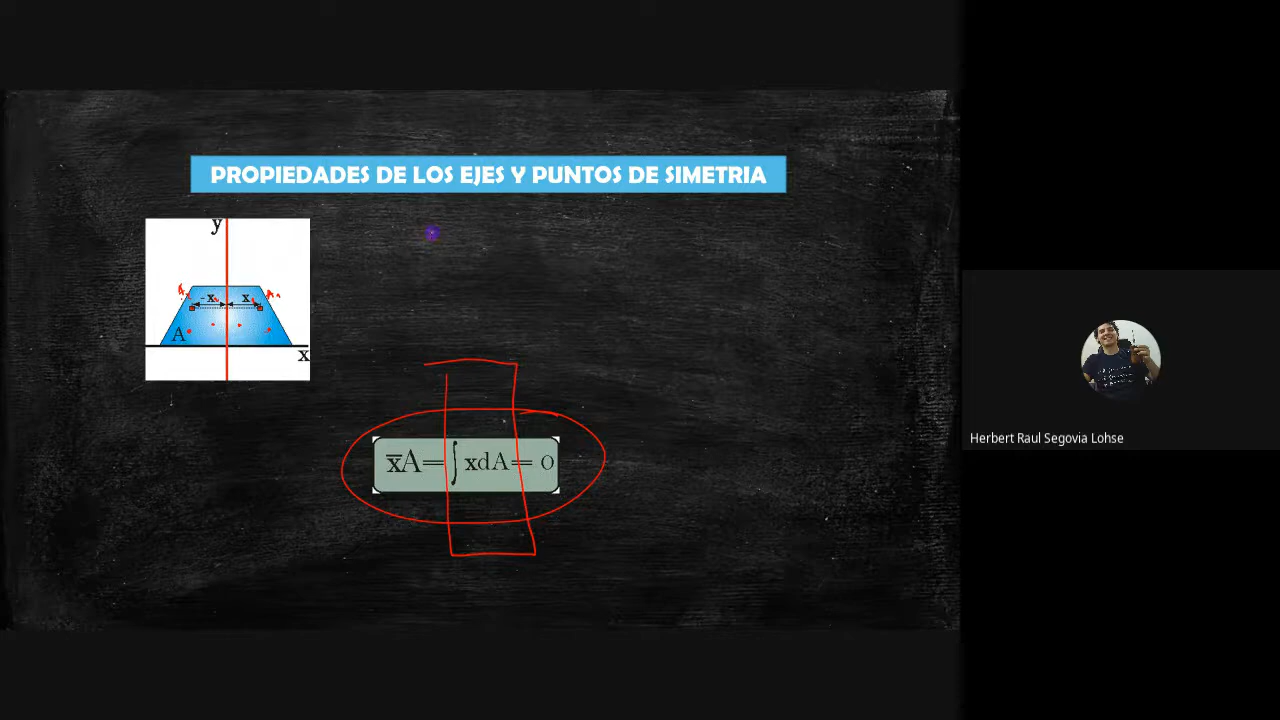 PROPIEDADES DE LOS EJES Y PUNTOS DE SIMETRIA
y
-x x
A
x
x̄A=∫xdA=0
Herbert Raul Segovia Lohse